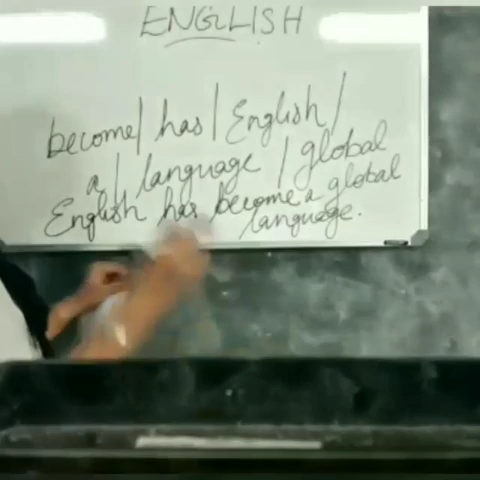 ENGLISH
become/ has / English /
a / language / global
English has become a global
language.